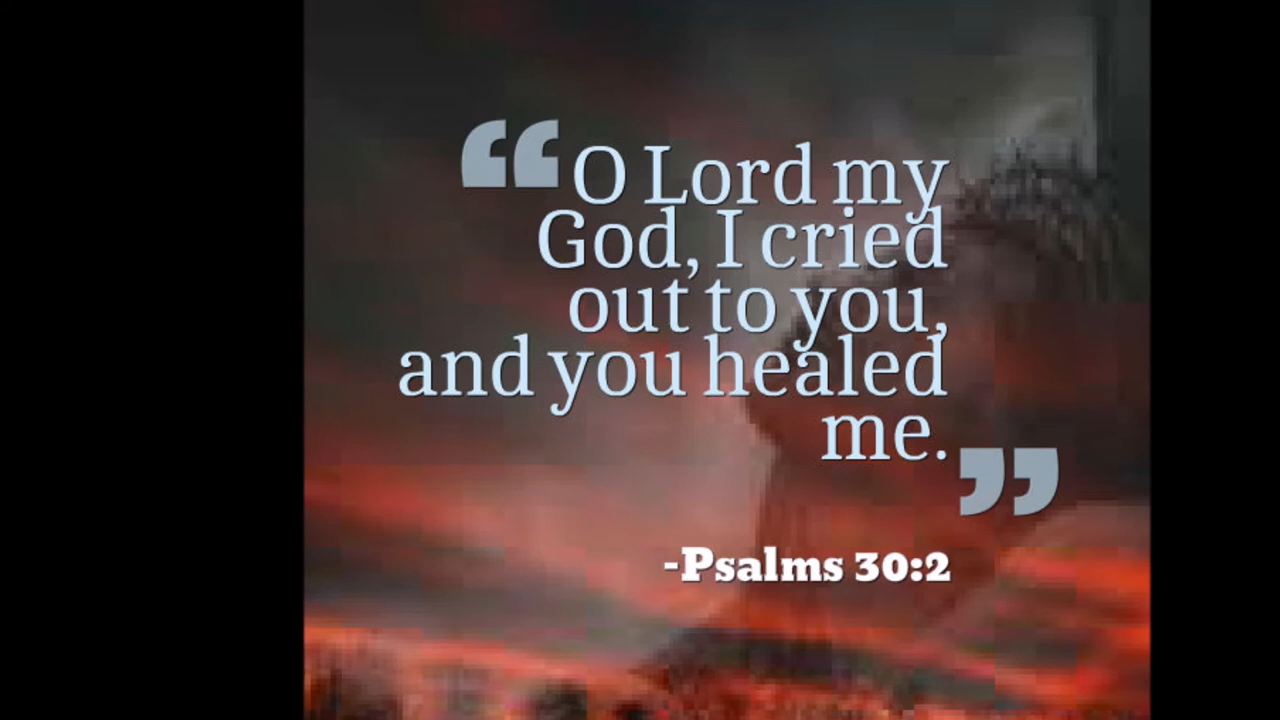 “O Lord my
God, I cried
out to you,
and you healed
me.”
-Psalms 30:2